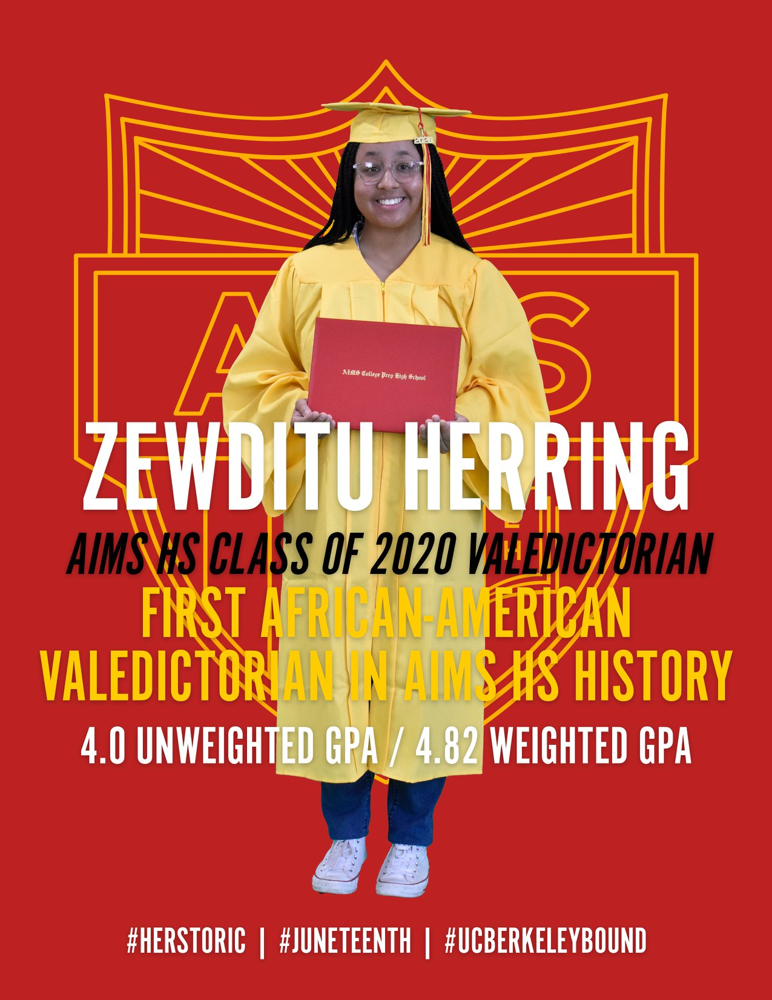 2020
A S
AIMS College Prep High School
ZEWDITU HERRING
AIMS HS CLASS OF 2020 VALEDICTORIAN
FIRST AFRICAN-AMERICAN
VALEDICTORIAN IN AIMS HS HISTORY
4.0 UNWEIGHTED GPA / 4.82 WEIGHTED GPA
#HERSTORIC | #JUNETEENTH | #UCBERKELEYBOUND